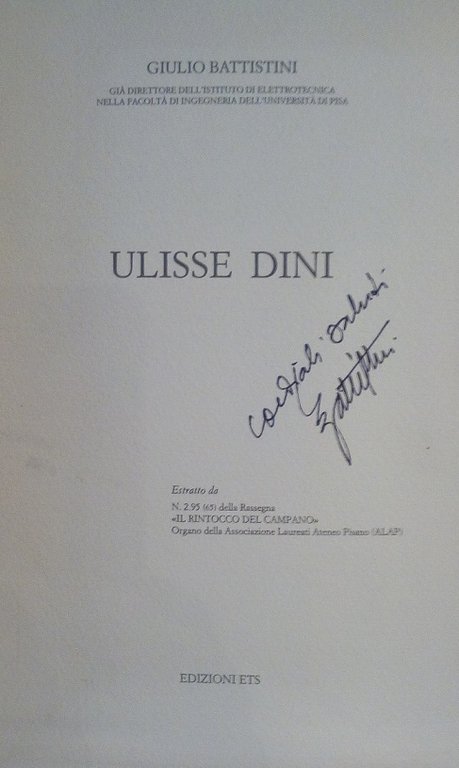 GIULIO BATTISTINI
GIÀ DIRETTORE DELL'ISTITUTO DI ELETTROTECNICA
NELLA FACOLTÀ DI INGEGNERIA DELL'UNIVERSITÀ DI PISA
ULISSE DINI
cordiali saluti
Battistini
Estratto da
N. 2.95 (65) della Rassegna
«IL RINTOCCO DEL CAMPANO»
Organo della Associazione Laureati Ateneo Pisano (ALAP)
EDIZIONI ETS